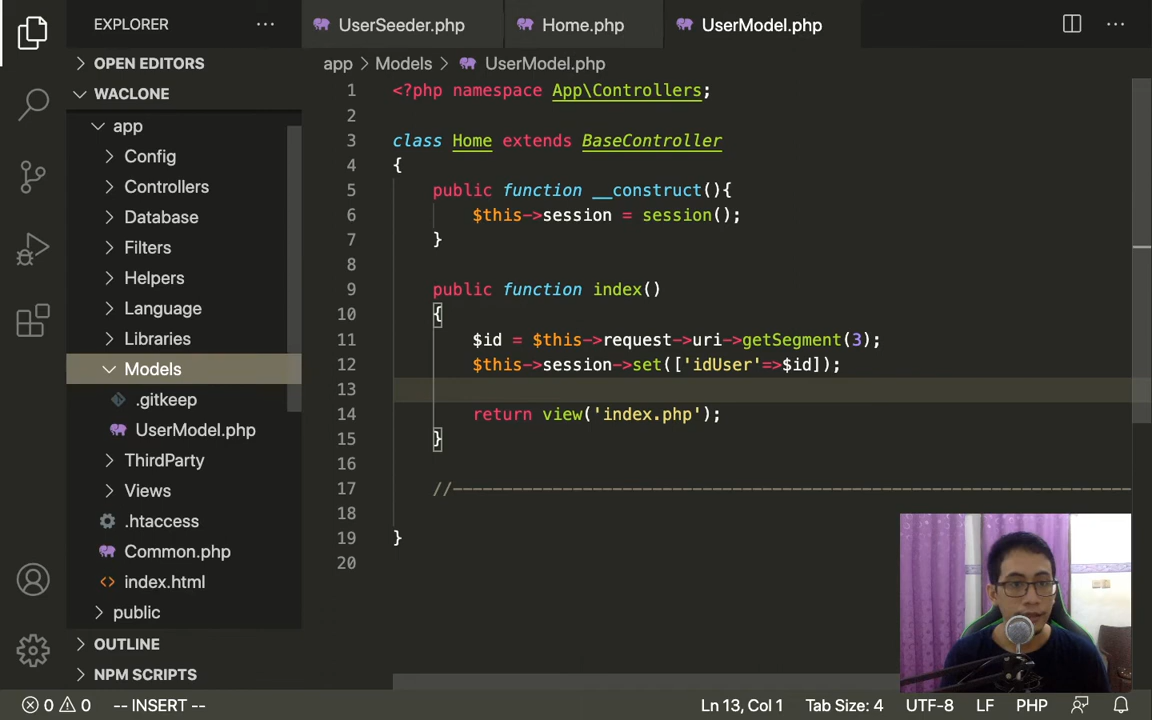 EXPLORER
OPEN EDITORS
WACLONE
app
Config
Controllers
Database
Filters
Helpers
Language
Libraries
Models
.gitkeep
UserModel.php
ThirdParty
Views
.htaccess
Common.php
index.html
public
OUTLINE
NPM SCRIPTS
UserSeeder.php
Home.php
UserModel.php
app > Models > UserModel.php
1 <?php namespace App\Controllers;
2
3 class Home extends BaseController
4 {
5 public function __construct(){
6 $this->session = session();
7 }
8
9 public function index()
10 {
11 $id = $this->request->uri->getSegment(3);
12 $this->session->set(['idUser'=>$id]);
13
14 return view('index.php');
15 }
16
17 //--------------------------------------------------------------------
18
19 }
20
0 0 -- INSERT -- Ln 13, Col 1 Tab Size: 4 UTF-8 LF PHP